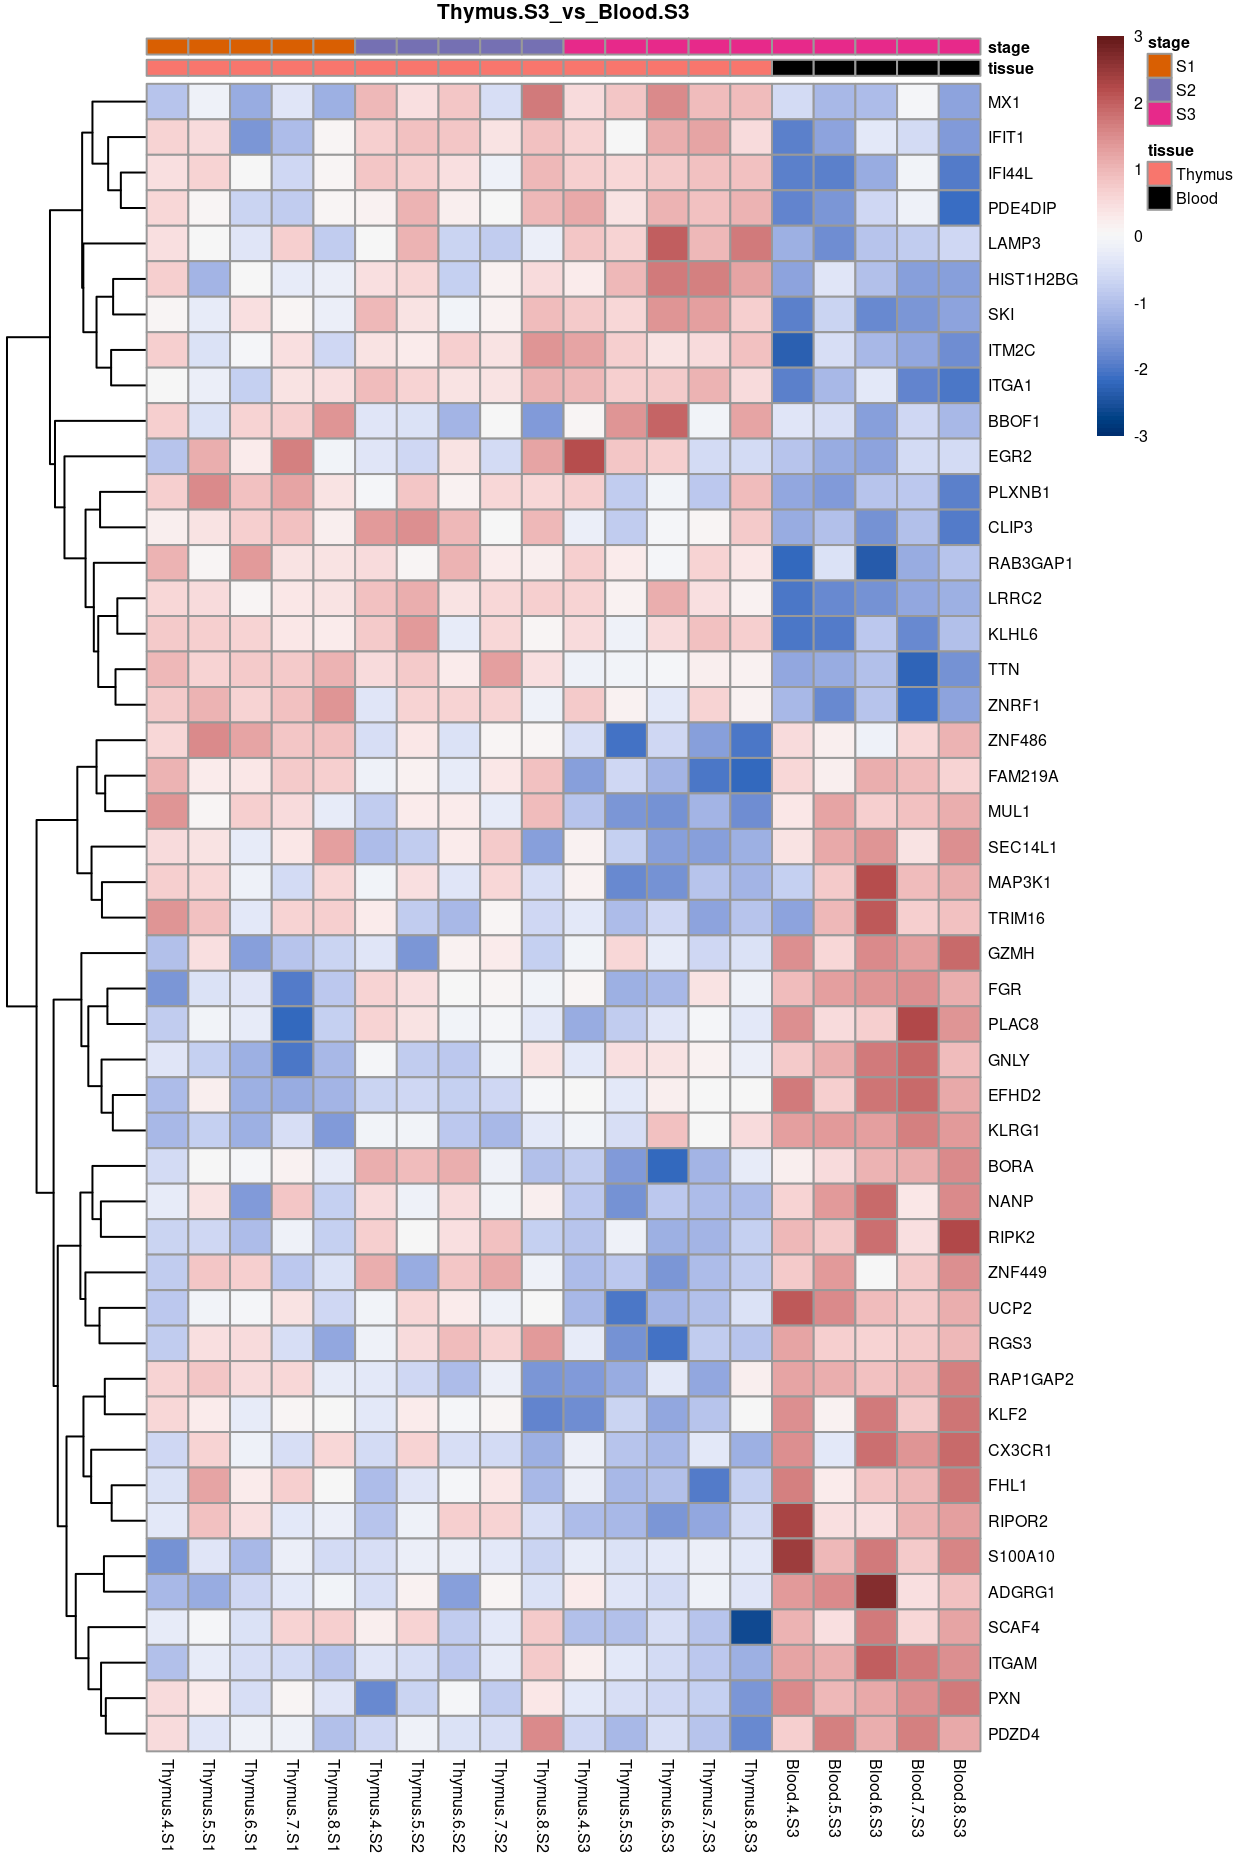 Thymus.S3_vs_Blood.S3
stage
tissue
3
2
1
0
-1
-2
-3
stage
S1
S2
S3
tissue
Thymus
Blood
MX1
IFIT1
IFI44L
PDE4DIP
LAMP3
HIST1H2BG
SKI
ITM2C
ITGA1
BBOF1
EGR2
PLXNB1
CLIP3
RAB3GAP1
LRRC2
KLHL6
TTN
ZNRF1
ZNF486
FAM219A
MUL1
SEC14L1
MAP3K1
TRIM16
GZMH
FGR
PLAC8
GNLY
EFHD2
KLRG1
BORA
NANP
RIPK2
ZNF449
UCP2
RGS3
RAP1GAP2
KLF2
CX3CR1
FHL1
RIPOR2
S100A10
ADGRG1
SCAF4
ITGAM
PXN
PDZD4
Thymus.4.S1
Thymus.5.S1
Thymus.6.S1
Thymus.7.S1
Thymus.8.S1
Thymus.4.S2
Thymus.5.S2
Thymus.6.S2
Thymus.7.S2
Thymus.8.S2
Thymus.4.S3
Thymus.5.S3
Thymus.6.S3
Thymus.7.S3
Thymus.8.S3
Blood.4.S3
Blood.5.S3
Blood.6.S3
Blood.7.S3
Blood.8.S3